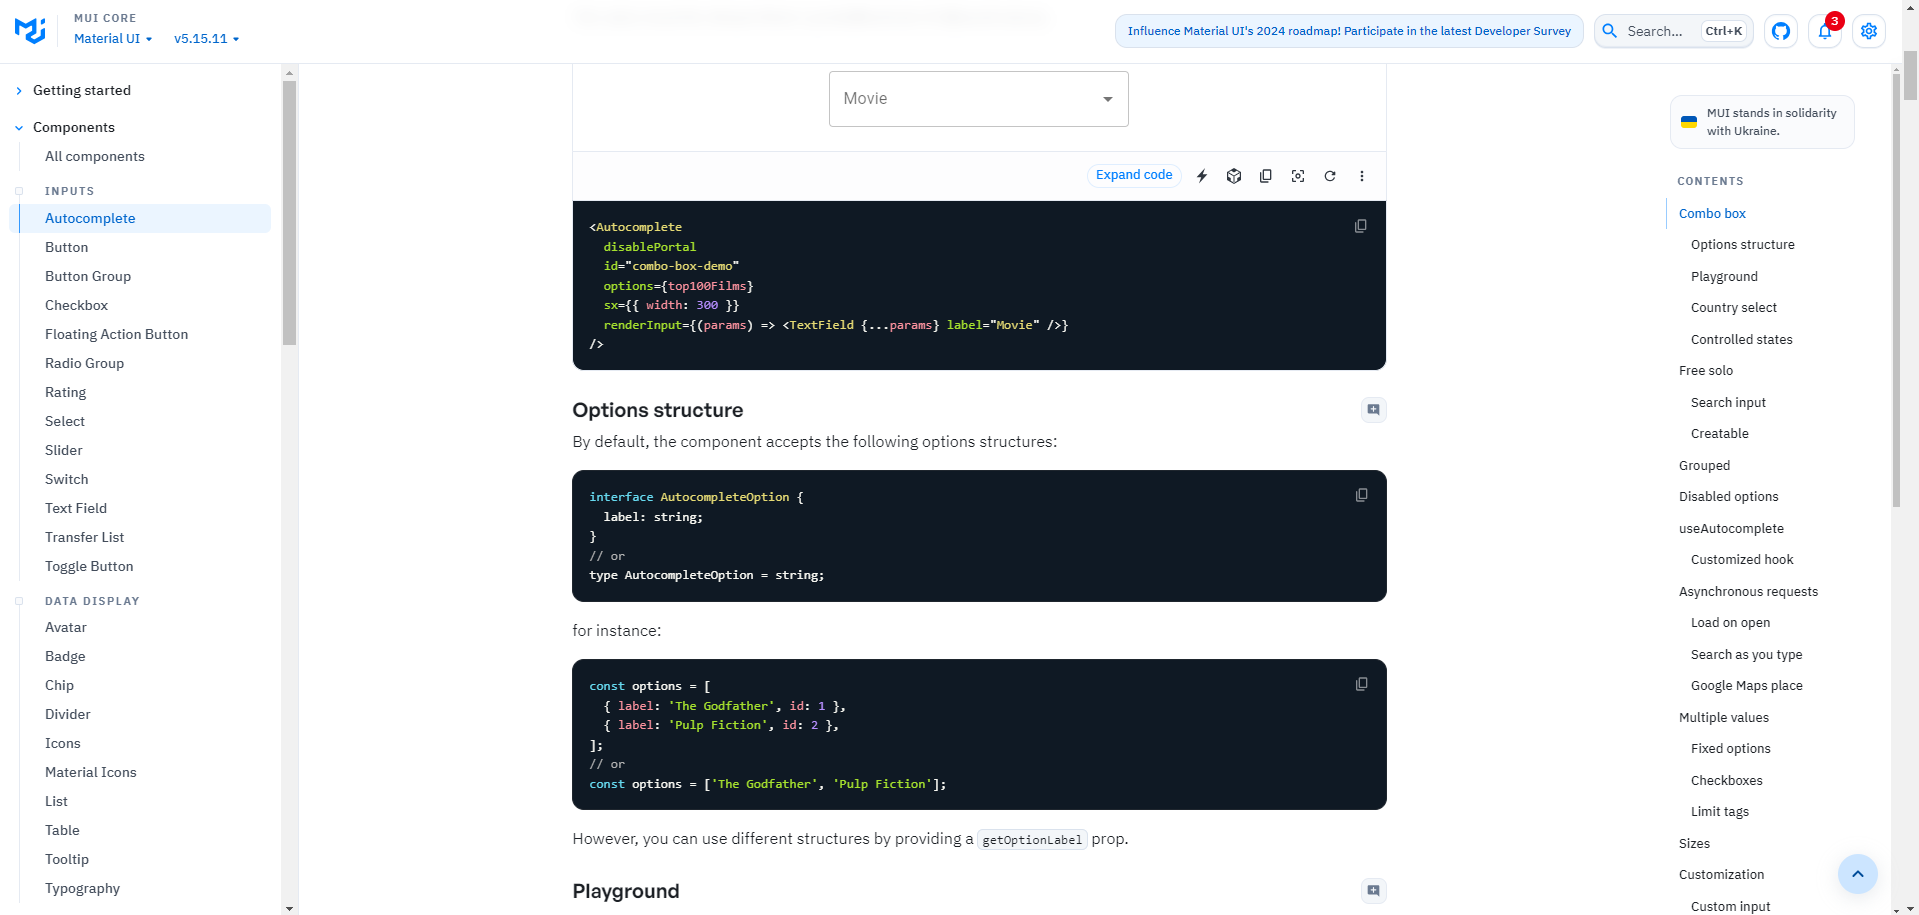 MUI CORE
Material UI
v5.15.11
Influence Material UI's 2024 roadmap! Participate in the latest Developer Survey
Search…
Ctrl+K
3
Getting started
Components
All components
INPUTS
Autocomplete
Button
Button Group
Checkbox
Floating Action Button
Radio Group
Rating
Select
Slider
Switch
Text Field
Transfer List
Toggle Button
DATA DISPLAY
Avatar
Badge
Chip
Divider
Icons
Material Icons
List
Table
Tooltip
Typography
Movie
Expand code
<Autocomplete
  disablePortal
  id="combo-box-demo"
  options={top100Films}
  sx={{ width: 300 }}
  renderInput={(params) => <TextField {...params} label="Movie" />}
/>
Options structure
By default, the component accepts the following options structures:
interface AutocompleteOption {
  label: string;
}
// or
type AutocompleteOption = string;
for instance:
const options = [
  { label: 'The Godfather', id: 1 },
  { label: 'Pulp Fiction', id: 2 },
];
// or
const options = ['The Godfather', 'Pulp Fiction'];
However, you can use different structures by providing a getOptionLabel prop.
Playground
MUI stands in solidarity
with Ukraine.
CONTENTS
Combo box
Options structure
Playground
Country select
Controlled states
Free solo
Search input
Creatable
Grouped
Disabled options
useAutocomplete
Customized hook
Asynchronous requests
Load on open
Search as you type
Google Maps place
Multiple values
Fixed options
Checkboxes
Limit tags
Sizes
Customization
Custom input